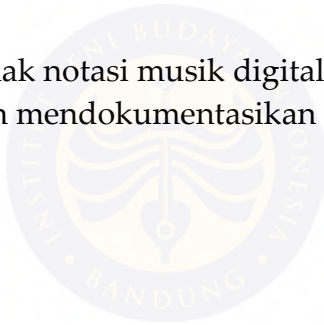 ak notasi musik digital
n mendokumentasikan
INSTITUT SENI BUDAYA INDONESIA
BANDUNG